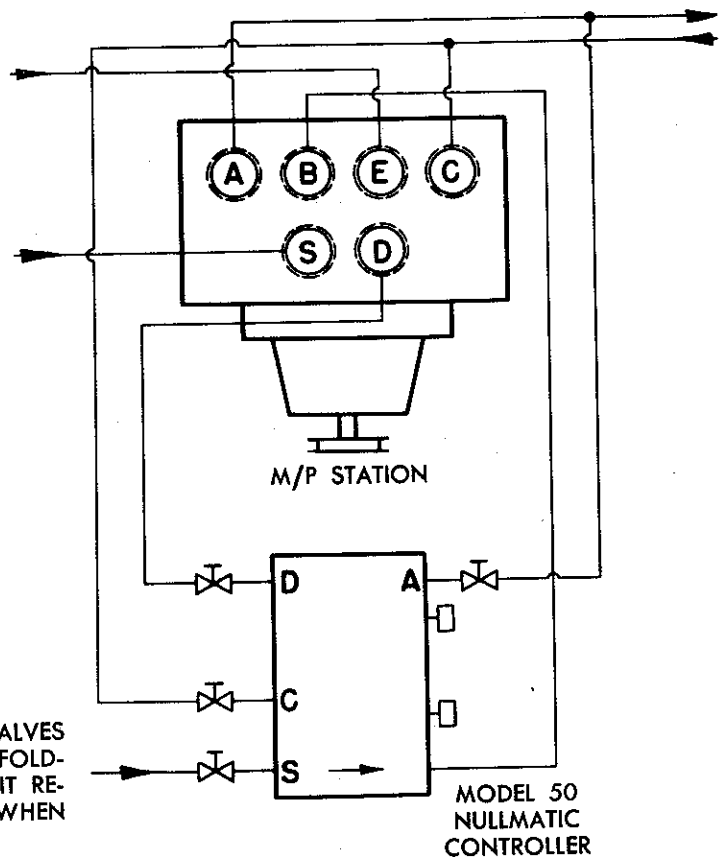 A B E C
S D
M/P STATION
D A
C
S
ALVES
FOLD-
IT RE-
WHEN
MODEL 50
NULLMATIC
CONTROLLER